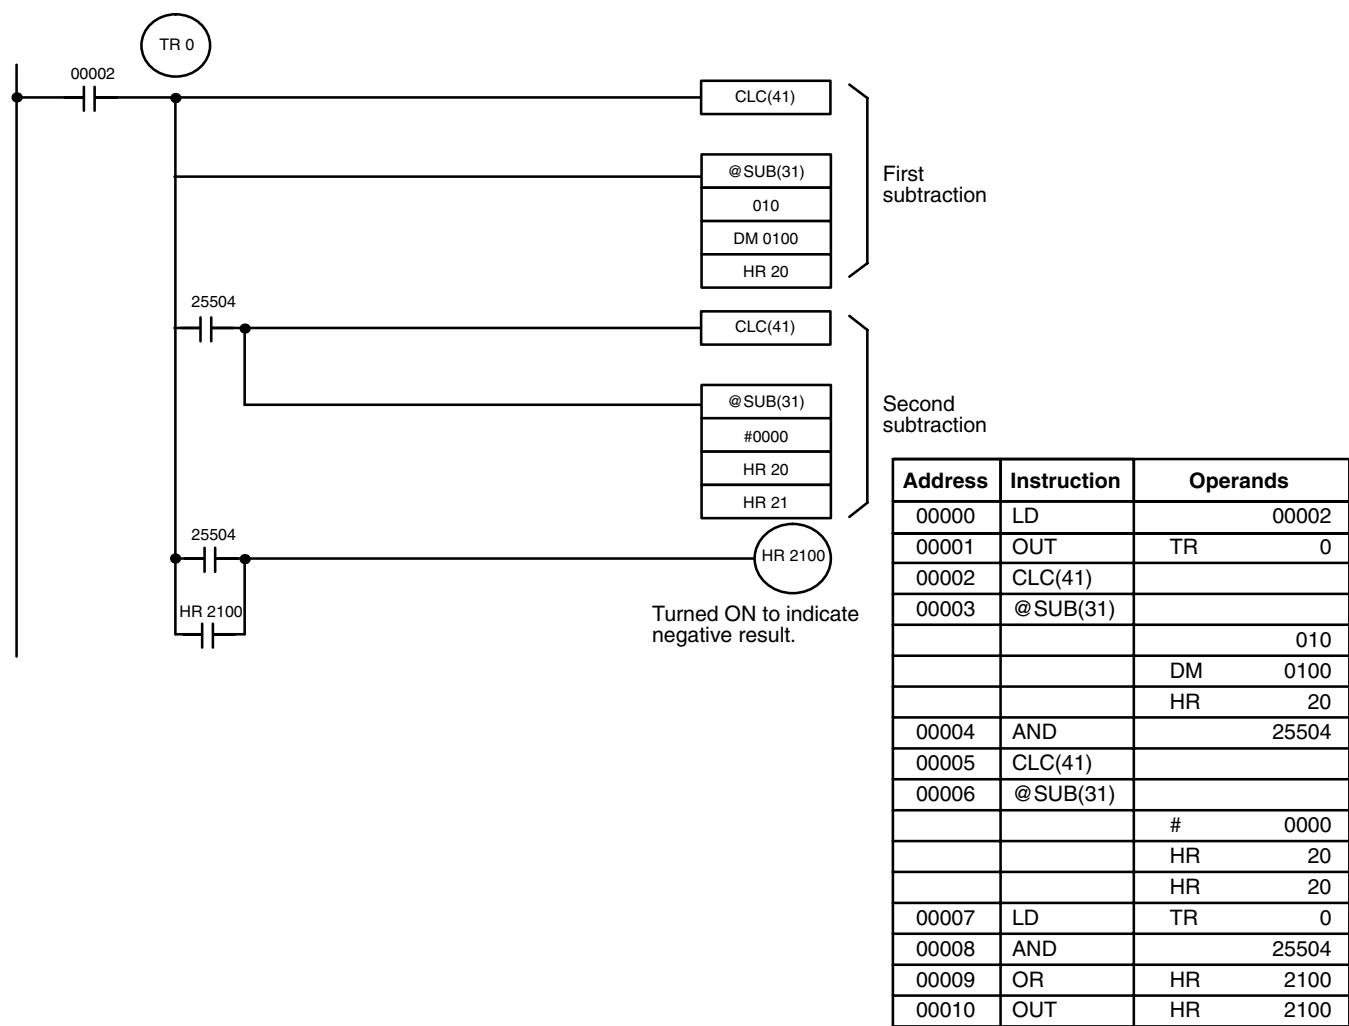 TR 0
00002
CLC(41)
@SUB(31)
010
DM 0100
HR 20
First
subtraction
25504
CLC(41)
@SUB(31)
#0000
HR 20
HR 21
Second
subtraction
25504
HR 2100
HR 2100
Turned ON to indicate
negative result.
Address Instruction Operands
00000 LD 00002
00001 OUT TR 0
00002 CLC(41)
00003 @SUB(31)
010
DM 0100
HR 20
00004 AND 25504
00005 CLC(41)
00006 @SUB(31)
# 0000
HR 20
HR 20
00007 LD TR 0
00008 AND 25504
00009 OR HR 2100
00010 OUT HR 2100